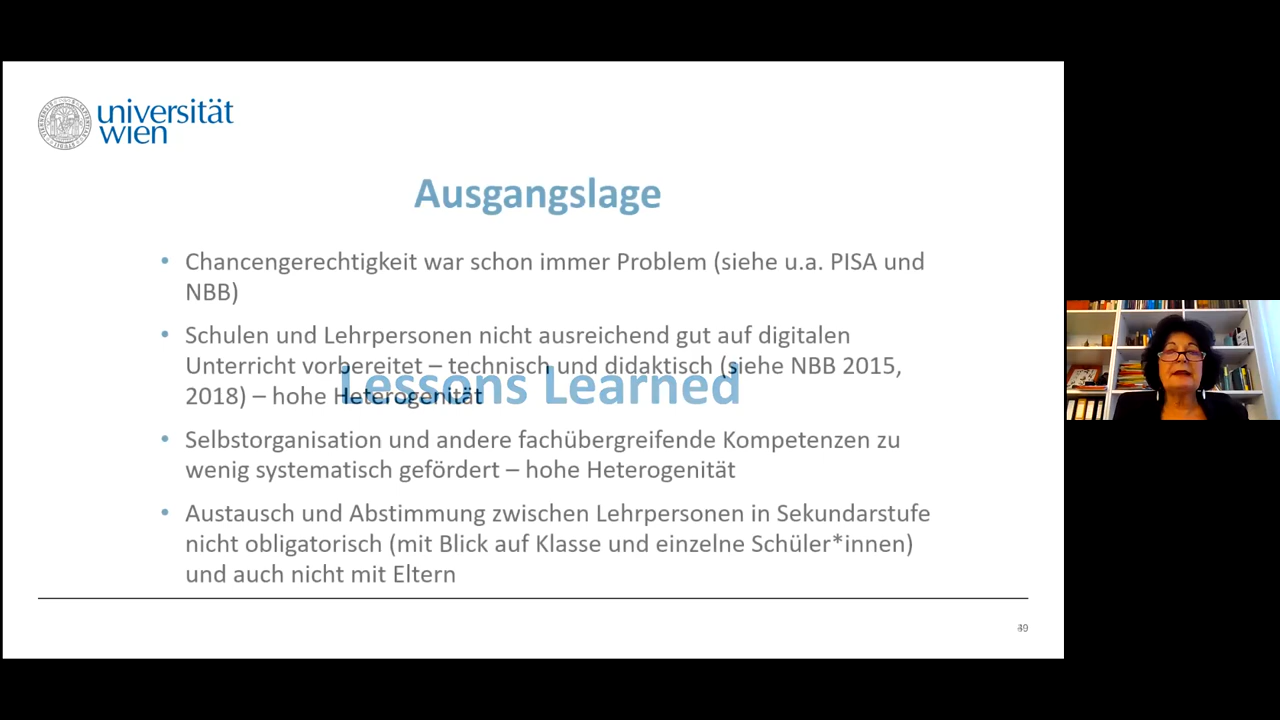 universität
wien
Ausgangslage
• Chancengerechtigkeit war schon immer Problem (siehe u.a. PISA und
NBB)
• Schulen und Lehrpersonen nicht ausreichend gut auf digitalen
Unterricht vorbereitet – technisch und didaktisch (siehe NBB 2015,
Lessons Learned
2018) – hohe Heterogenität
• Selbstorganisation und andere fachübergreifende Kompetenzen zu
wenig systematisch gefördert – hohe Heterogenität
• Austausch und Abstimmung zwischen Lehrpersonen in Sekundarstufe
nicht obligatorisch (mit Blick auf Klasse und einzelne Schüler*innen)
und auch nicht mit Eltern